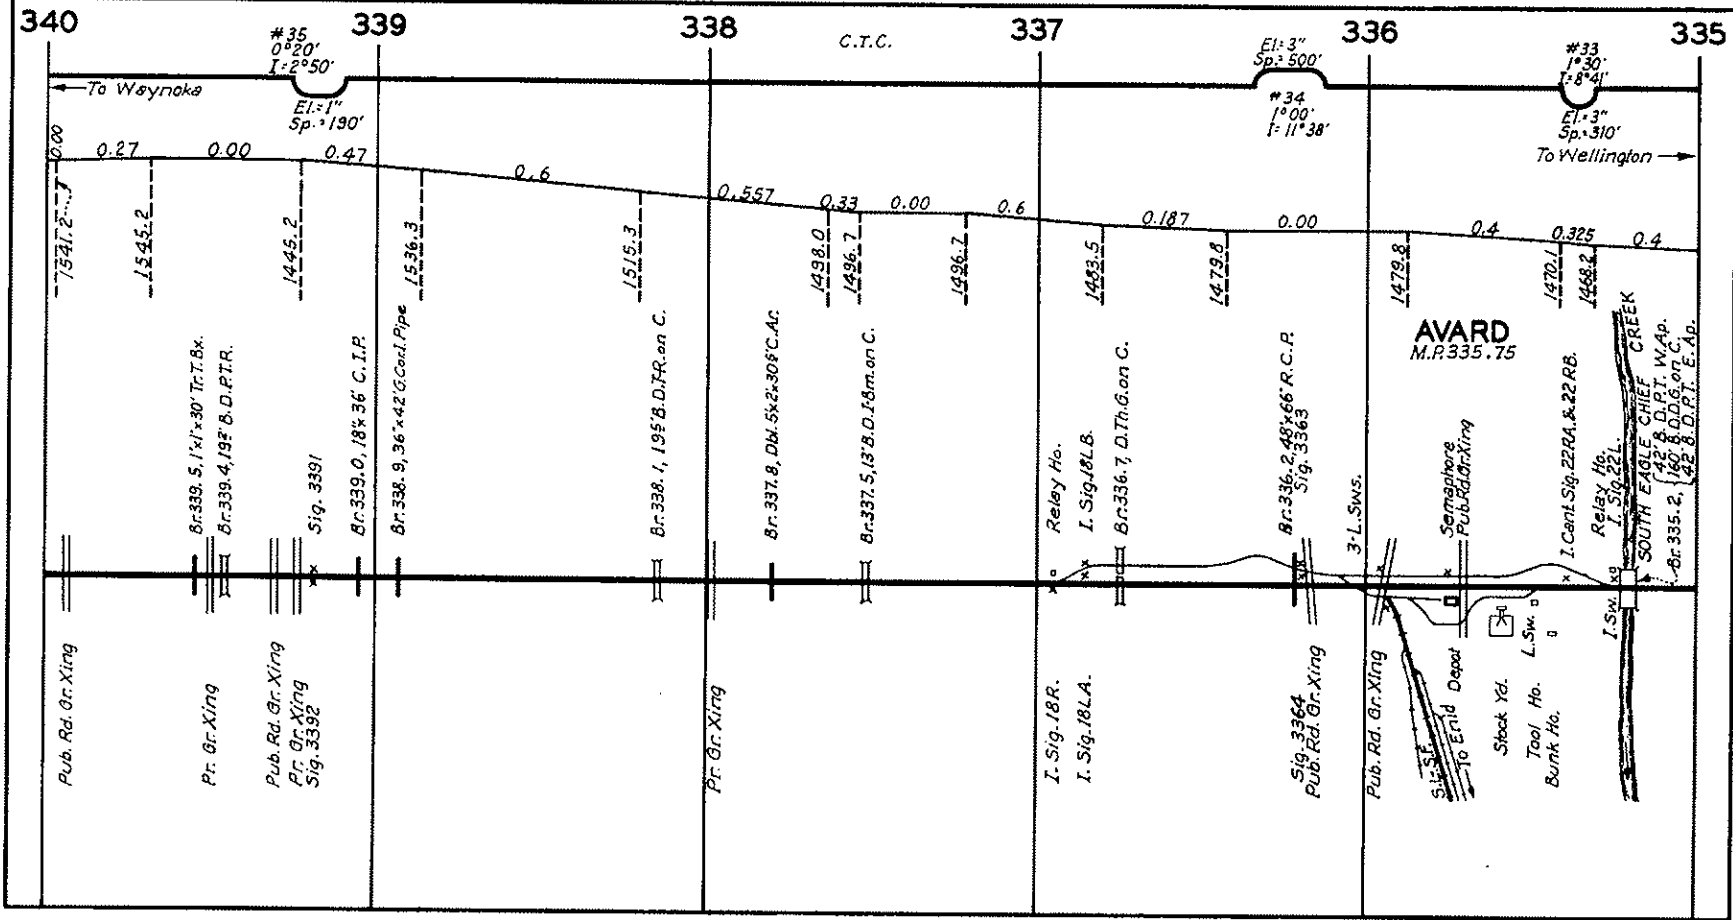 340
339
338
337
336
335
C.T.C.
#35
0°20'
I=2°50'
El.=1"
Sp.=190'
El.=3"
Sp.=500'
#34
1°00'
I=11°38'
#33
1°30'
I=8°41'
El.=3"
Sp.=310'
To Waynoka
To Wellington
0.00
0.27
0.00
0.47
0.6
0.557
0.33
0.00
0.6
0.187
0.00
0.4
0.325
0.4
1541.2
1545.2
1445.2
1536.3
1515.3
1498.0
1496.7
1496.7
1483.5
1479.8
1479.8
1470.1
1468.2
AVARD
M.P.335.75
Br.339.5, 1'x1'x30' Tr.T.Bx.
Br.339.4, B.D.P.T.R.
Sig. 3391
Br.339.0, 18"x 36' C.I.P.
Br.338.9, 36"x42' G.Cor.I.Pipe
Br.338.1, on C.
Br.337.8, Dbl. C.Ar.
Br.337.5, 13' B.D.I-Bm.on C.
Relay Ho.
I. Sig.18LB.
Br.336.7, D.Th.G.on C.
Br.336.2, 48"x66' R.C.P.
Sig. 3363
3-L.Sws.
Semaphore
Pub.Rd.Gr.Xing
I.Cant.Sig.22RA.& 22RB.
Relay Ho.
I. Sig.22L.
SOUTH EAGLE CHIEF CREEK
Br.335.2,
42' B.D.P.T. W.Ap.
160' B.D.D.G.on C.
42' B.D.P.T. E.Ap.
Pub. Rd. Gr. Xing
Pr. Gr. Xing
Pub. Rd. Gr. Xing
Pr. Gr. Xing
Sig. 3392
Pr. Gr. Xing
I. Sig. 18R.
I. Sig. 18LA.
Sig. 3364
Pub. Rd. Gr. Xing
Pub. Rd. Gr. Xing
S.L.-S.F.
To Enid
Depot
Stock Yd.
L.Sw.
Tool Ho.
Bunk Ho.
I.Sw.